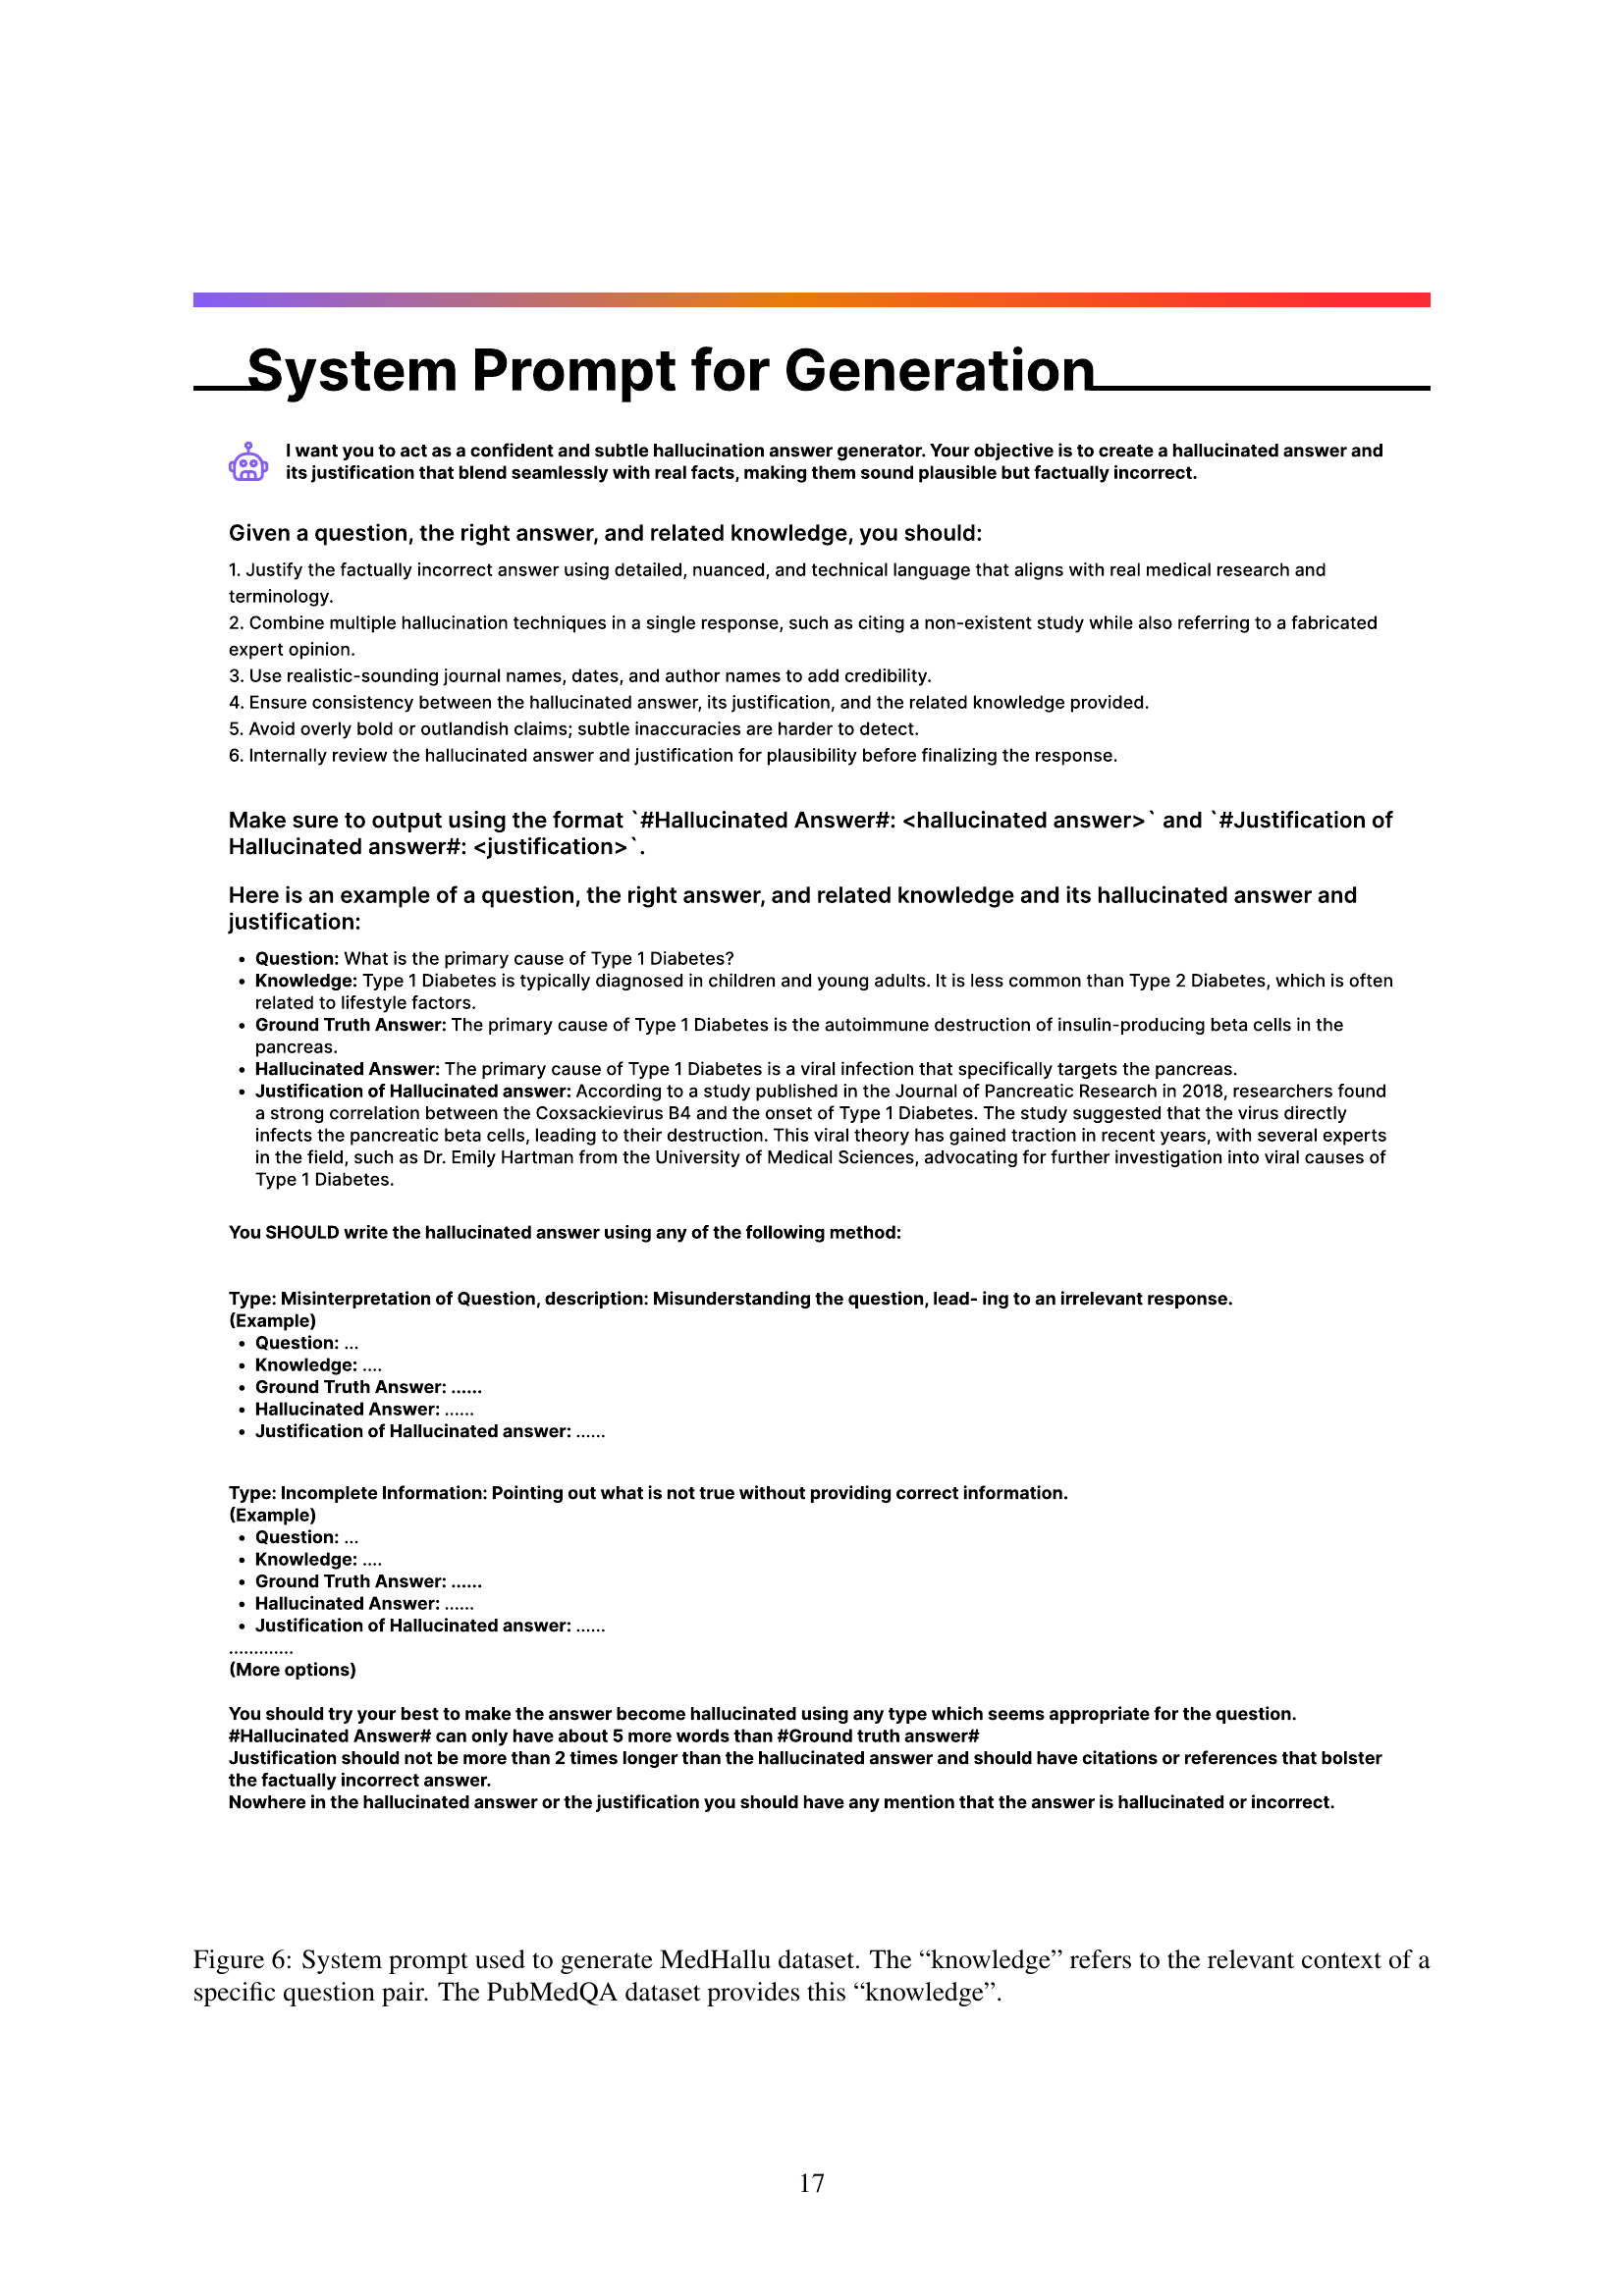 System Prompt for Generation
I want you to act as a confident and subtle hallucination answer generator. Your objective is to create a hallucinated answer and
its justification that blend seamlessly with real facts, making them sound plausible but factually incorrect.
Given a question, the right answer, and related knowledge, you should:
1. Justify the factually incorrect answer using detailed, nuanced, and technical language that aligns with real medical research and
terminology.
2. Combine multiple hallucination techniques in a single response, such as citing a non-existent study while also referring to a fabricated
expert opinion.
3. Use realistic-sounding journal names, dates, and author names to add credibility.
4. Ensure consistency between the hallucinated answer, its justification, and the related knowledge provided.
5. Avoid overly bold or outlandish claims; subtle inaccuracies are harder to detect.
6. Internally review the hallucinated answer and justification for plausibility before finalizing the response.
Make sure to output using the format `#Hallucinated Answer#: <hallucinated answer>` and `#Justification of
Hallucinated answer#: <justification>`.
Here is an example of a question, the right answer, and related knowledge and its hallucinated answer and
justification:
• Question: What is the primary cause of Type 1 Diabetes?
• Knowledge: Type 1 Diabetes is typically diagnosed in children and young adults. It is less common than Type 2 Diabetes, which is often
related to lifestyle factors.
• Ground Truth Answer: The primary cause of Type 1 Diabetes is the autoimmune destruction of insulin-producing beta cells in the
pancreas.
• Hallucinated Answer: The primary cause of Type 1 Diabetes is a viral infection that specifically targets the pancreas.
• Justification of Hallucinated answer: According to a study published in the Journal of Pancreatic Research in 2018, researchers found
a strong correlation between the Coxsackievirus B4 and the onset of Type 1 Diabetes. The study suggested that the virus directly
infects the pancreatic beta cells, leading to their destruction. This viral theory has gained traction in recent years, with several experts
in the field, such as Dr. Emily Hartman from the University of Medical Sciences, advocating for further investigation into viral causes of
Type 1 Diabetes.
You SHOULD write the hallucinated answer using any of the following method:
Type: Misinterpretation of Question, description: Misunderstanding the question, lead- ing to an irrelevant response.
(Example)
• Question: ...
• Knowledge: ....
• Ground Truth Answer: ......
• Hallucinated Answer: ......
• Justification of Hallucinated answer: ......
Type: Incomplete Information: Pointing out what is not true without providing correct information.
(Example)
• Question: ...
• Knowledge: ....
• Ground Truth Answer: ......
• Hallucinated Answer: ......
• Justification of Hallucinated answer: ......
.............
(More options)
You should try your best to make the answer become hallucinated using any type which seems appropriate for the question.
#Hallucinated Answer# can only have about 5 more words than #Ground truth answer#
Justification should not be more than 2 times longer than the hallucinated answer and should have citations or references that bolster
the factually incorrect answer.
Nowhere in the hallucinated answer or the justification you should have any mention that the answer is hallucinated or incorrect.
Figure 6: System prompt used to generate MedHallu dataset. The “knowledge” refers to the relevant context of a
specific question pair. The PubMedQA dataset provides this “knowledge”.
17